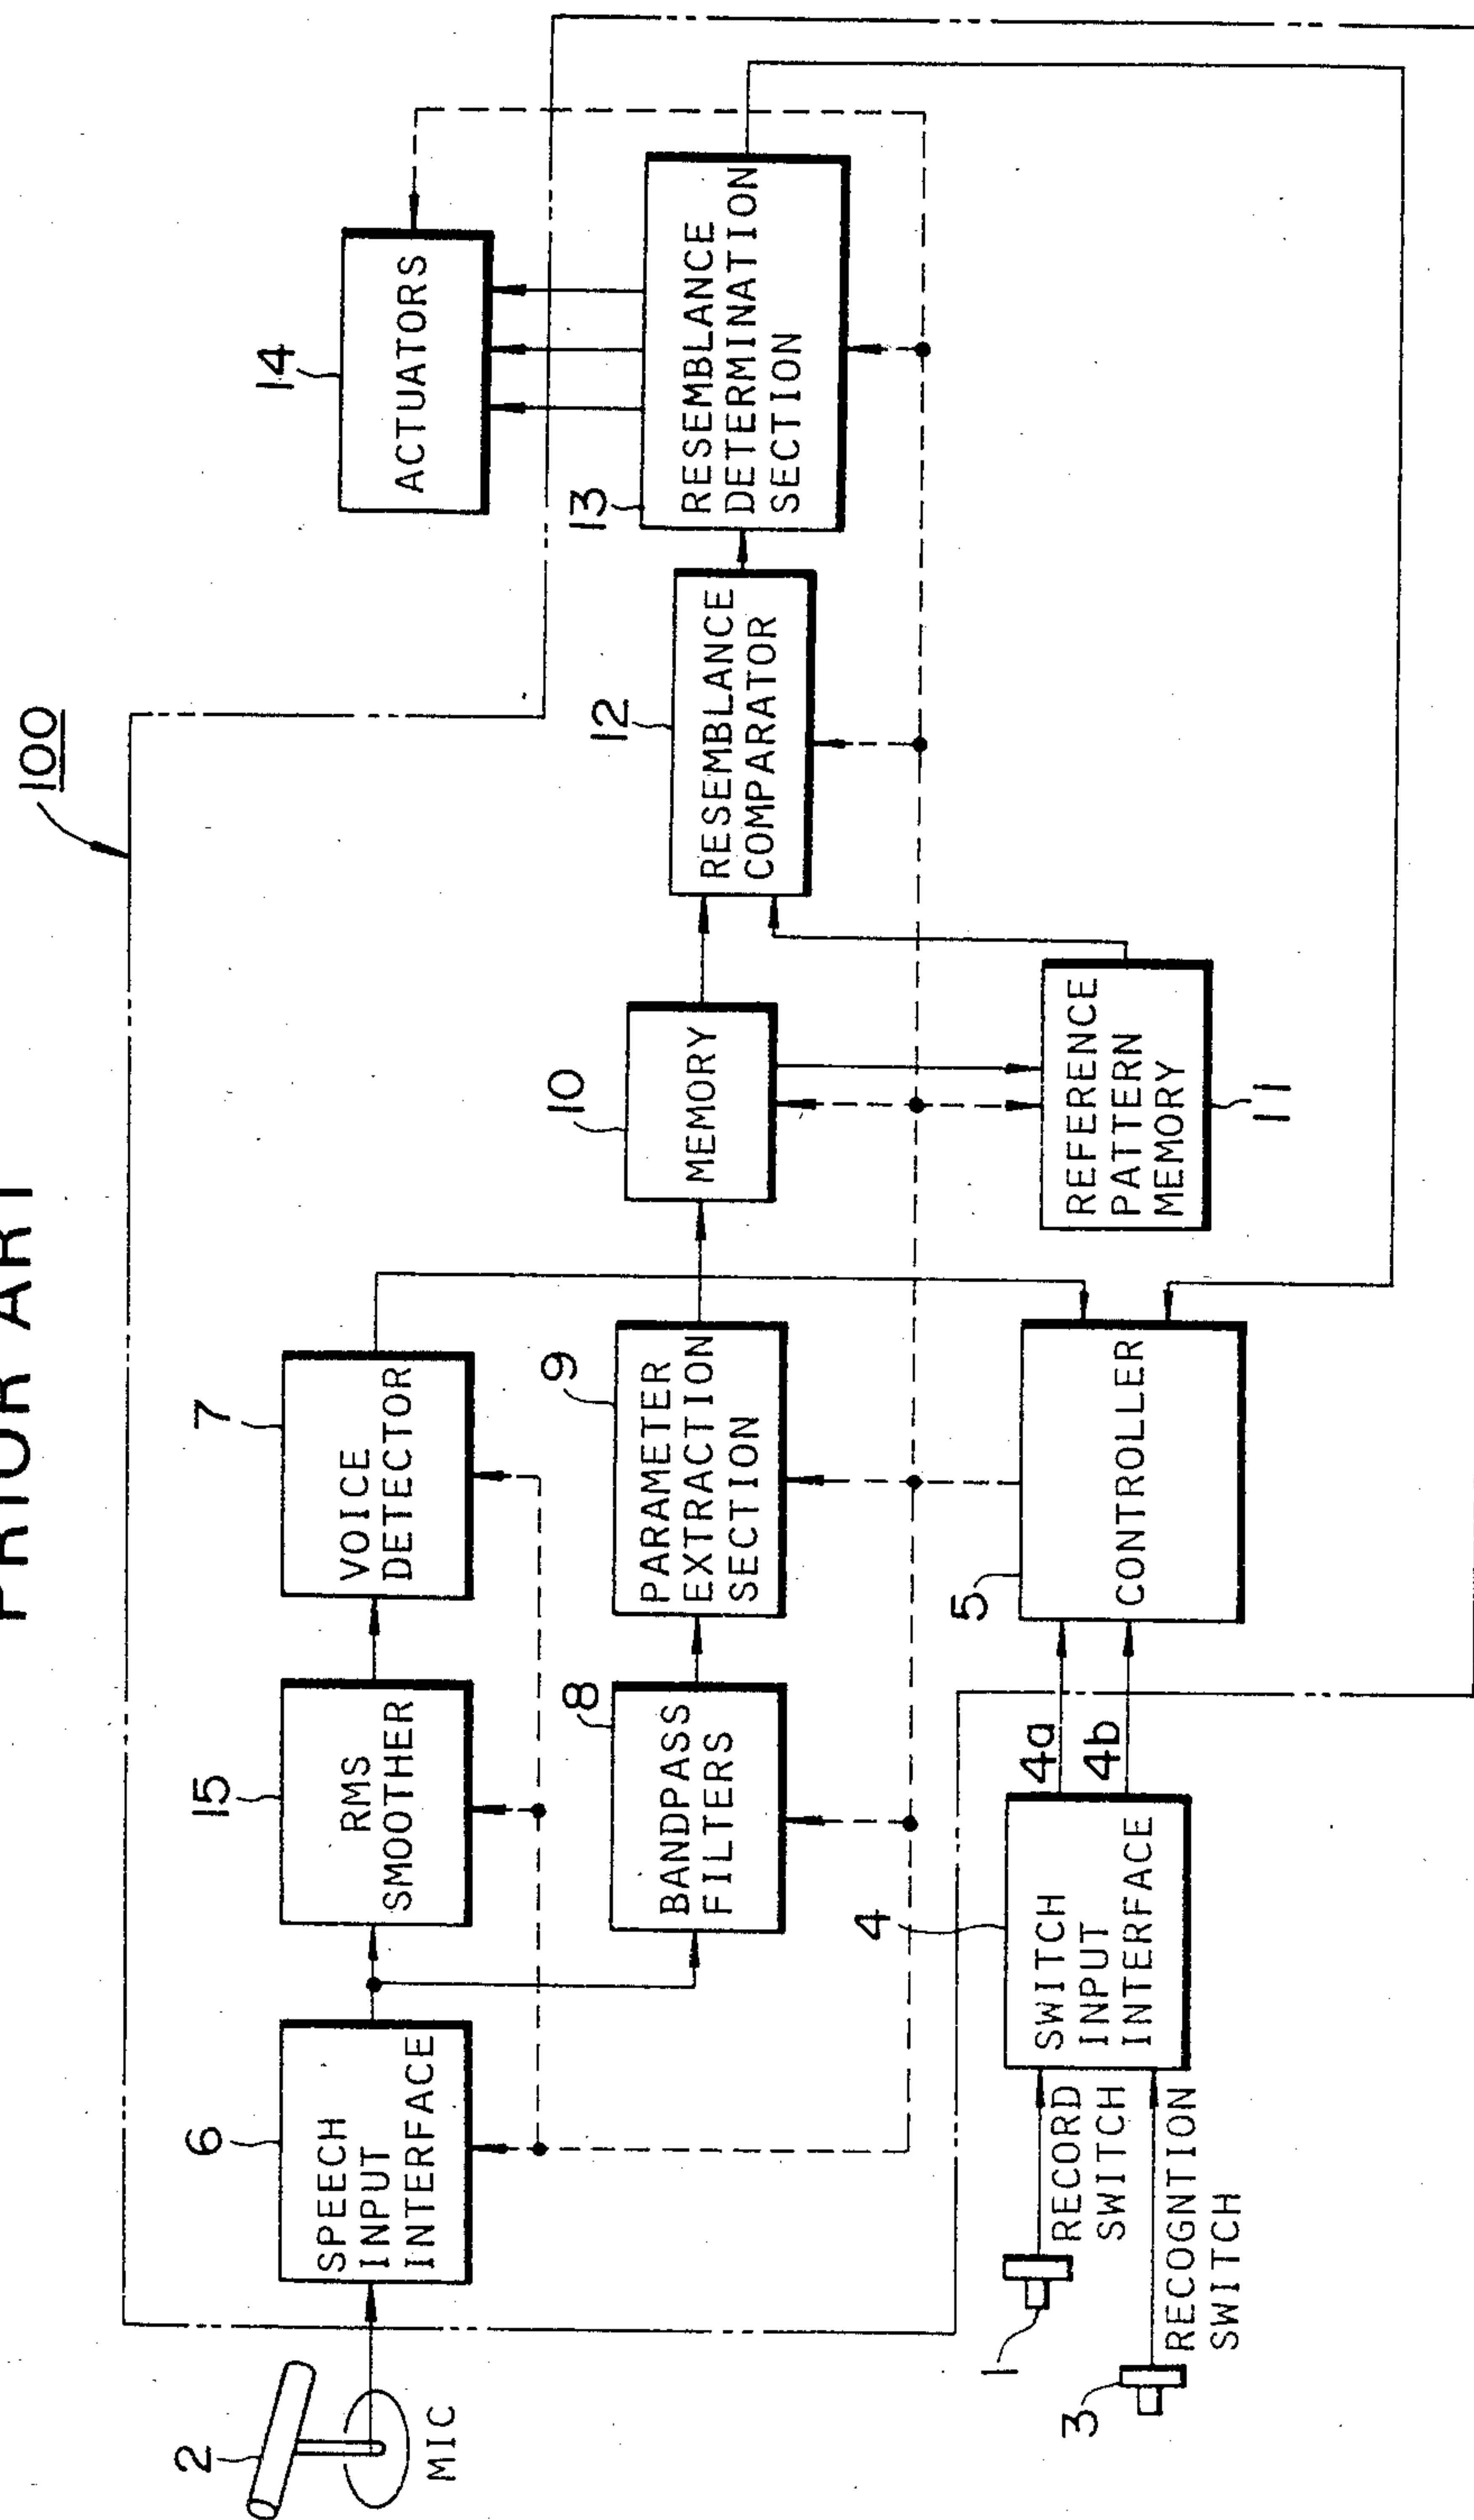 PRIOR ART
100
2
MIC
6
SPEECH
INPUT
INTERFACE
15
RMS
SMOOTHER
7
VOICE
DETECTOR
8
BANDPASS
FILTERS
9
PARAMETER
EXTRACTION
SECTION
10
MEMORY
12
RESEMBLANCE
COMPARATOR
13
RESEMBLANCE
DETERMINATION
SECTION
14
ACTUATORS
11
REFERENCE
PATTERN
MEMORY
5
CONTROLLER
4
SWITCH
INPUT
INTERFACE
4a
4b
1
RECORD
SWITCH
3
RECOGNTION
SWITCH